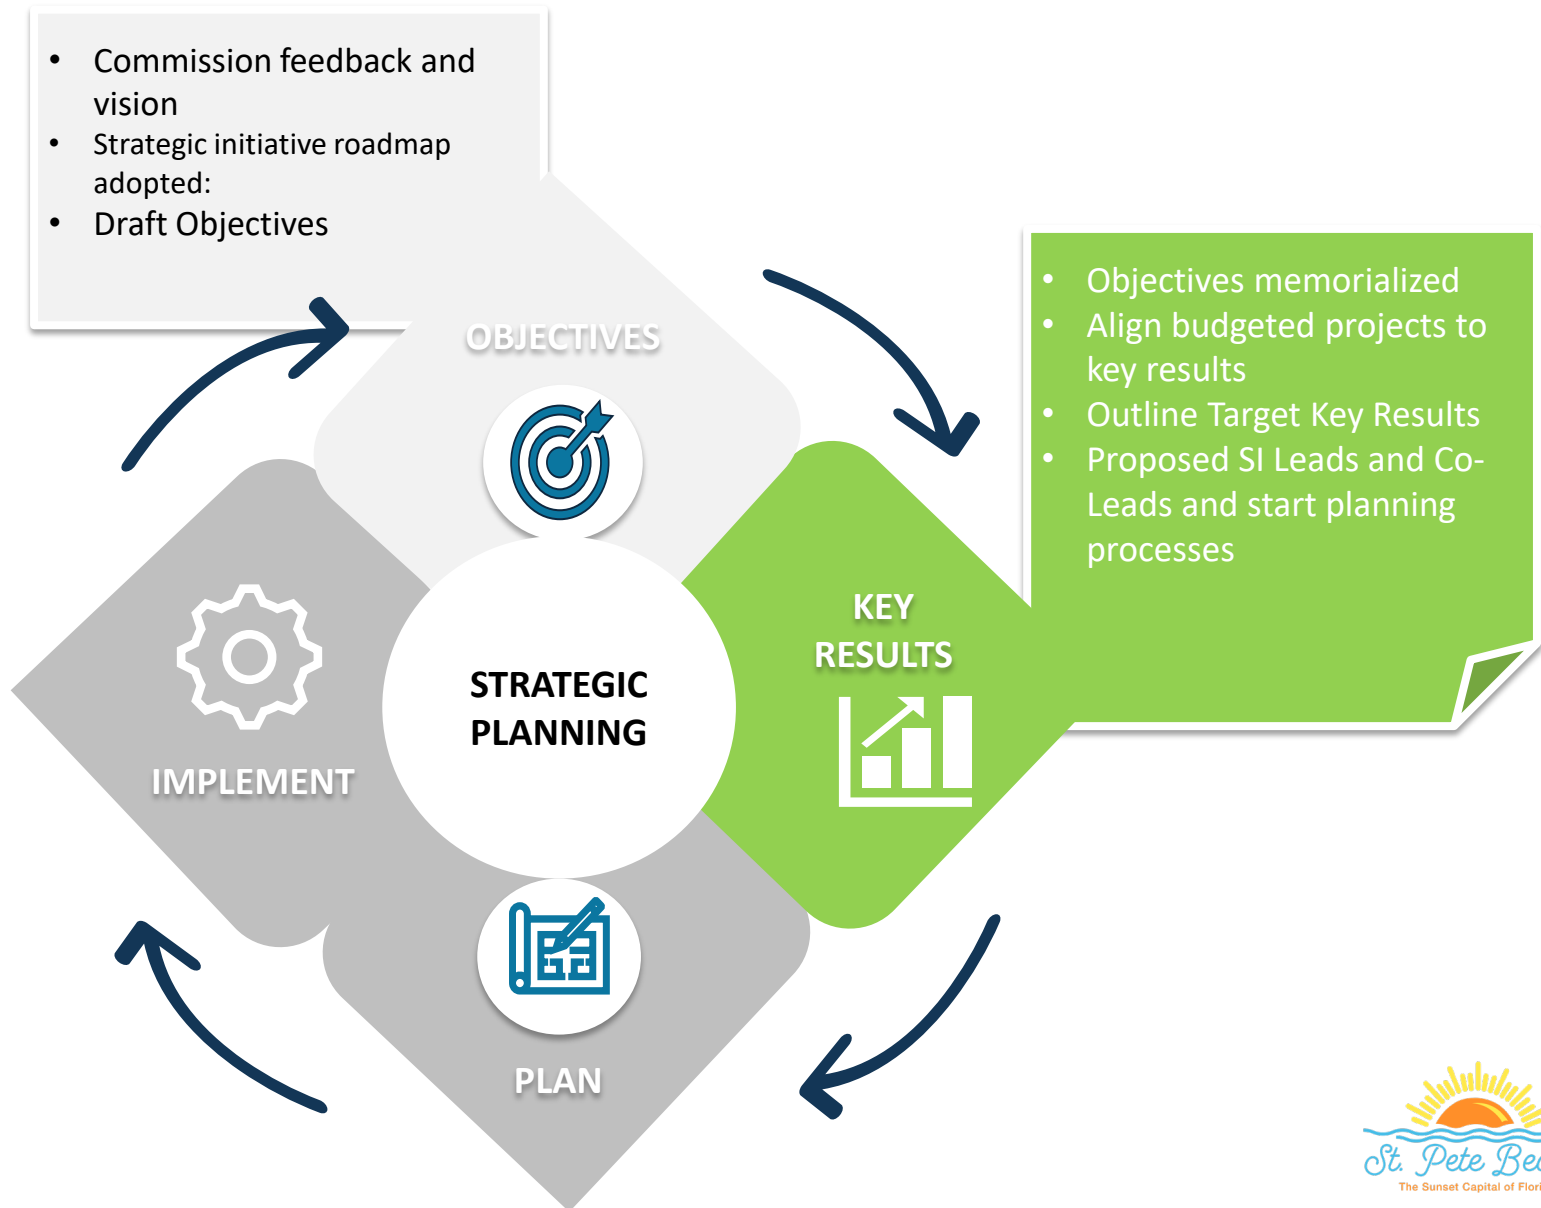 • Commission feedback and
vision
• Strategic initiative roadmap
adopted:
• Draft Objectives
OBJECTIVES
• Objectives memorialized
• Align budgeted projects to
key results
• Outline Target Key Results
• Proposed SI Leads and Co-
Leads and start planning
processes
KEY
RESULTS
STRATEGIC
PLANNING
IMPLEMENT
PLAN
St. Pete
The Sunset Capital of